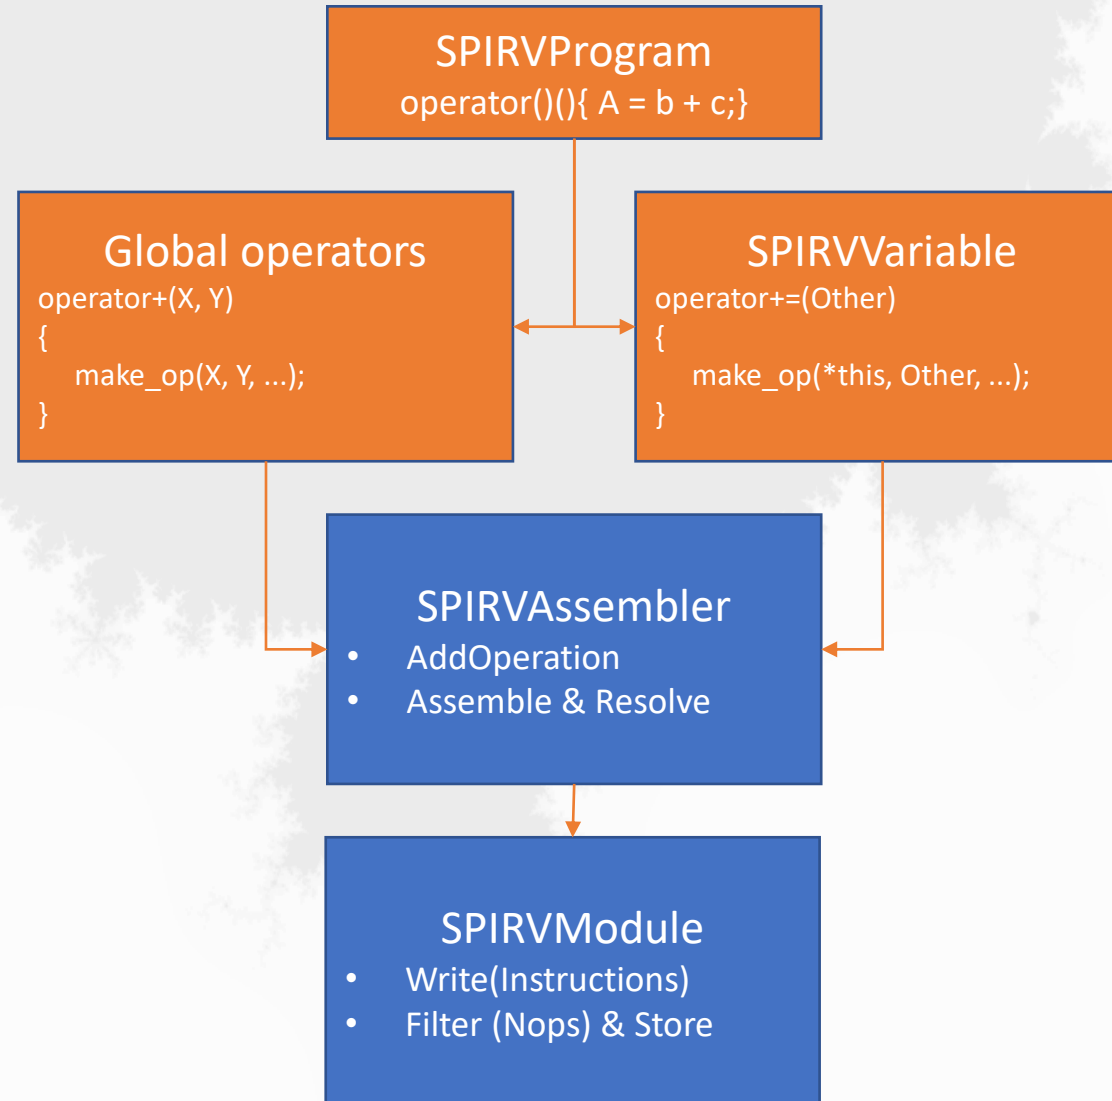 SPIRVProgram
operator()(){ A = b + c;}
Global operators
operator+(X, Y)
{
make_op(X, Y, ...);
}
SPIRVVariable
operator+=(Other)
{
make_op(*this, Other, ...);
}
SPIRVAssembler
• AddOperation
• Assemble & Resolve
SPIRVModule
• Write(Instructions)
• Filter (Nops) & Store